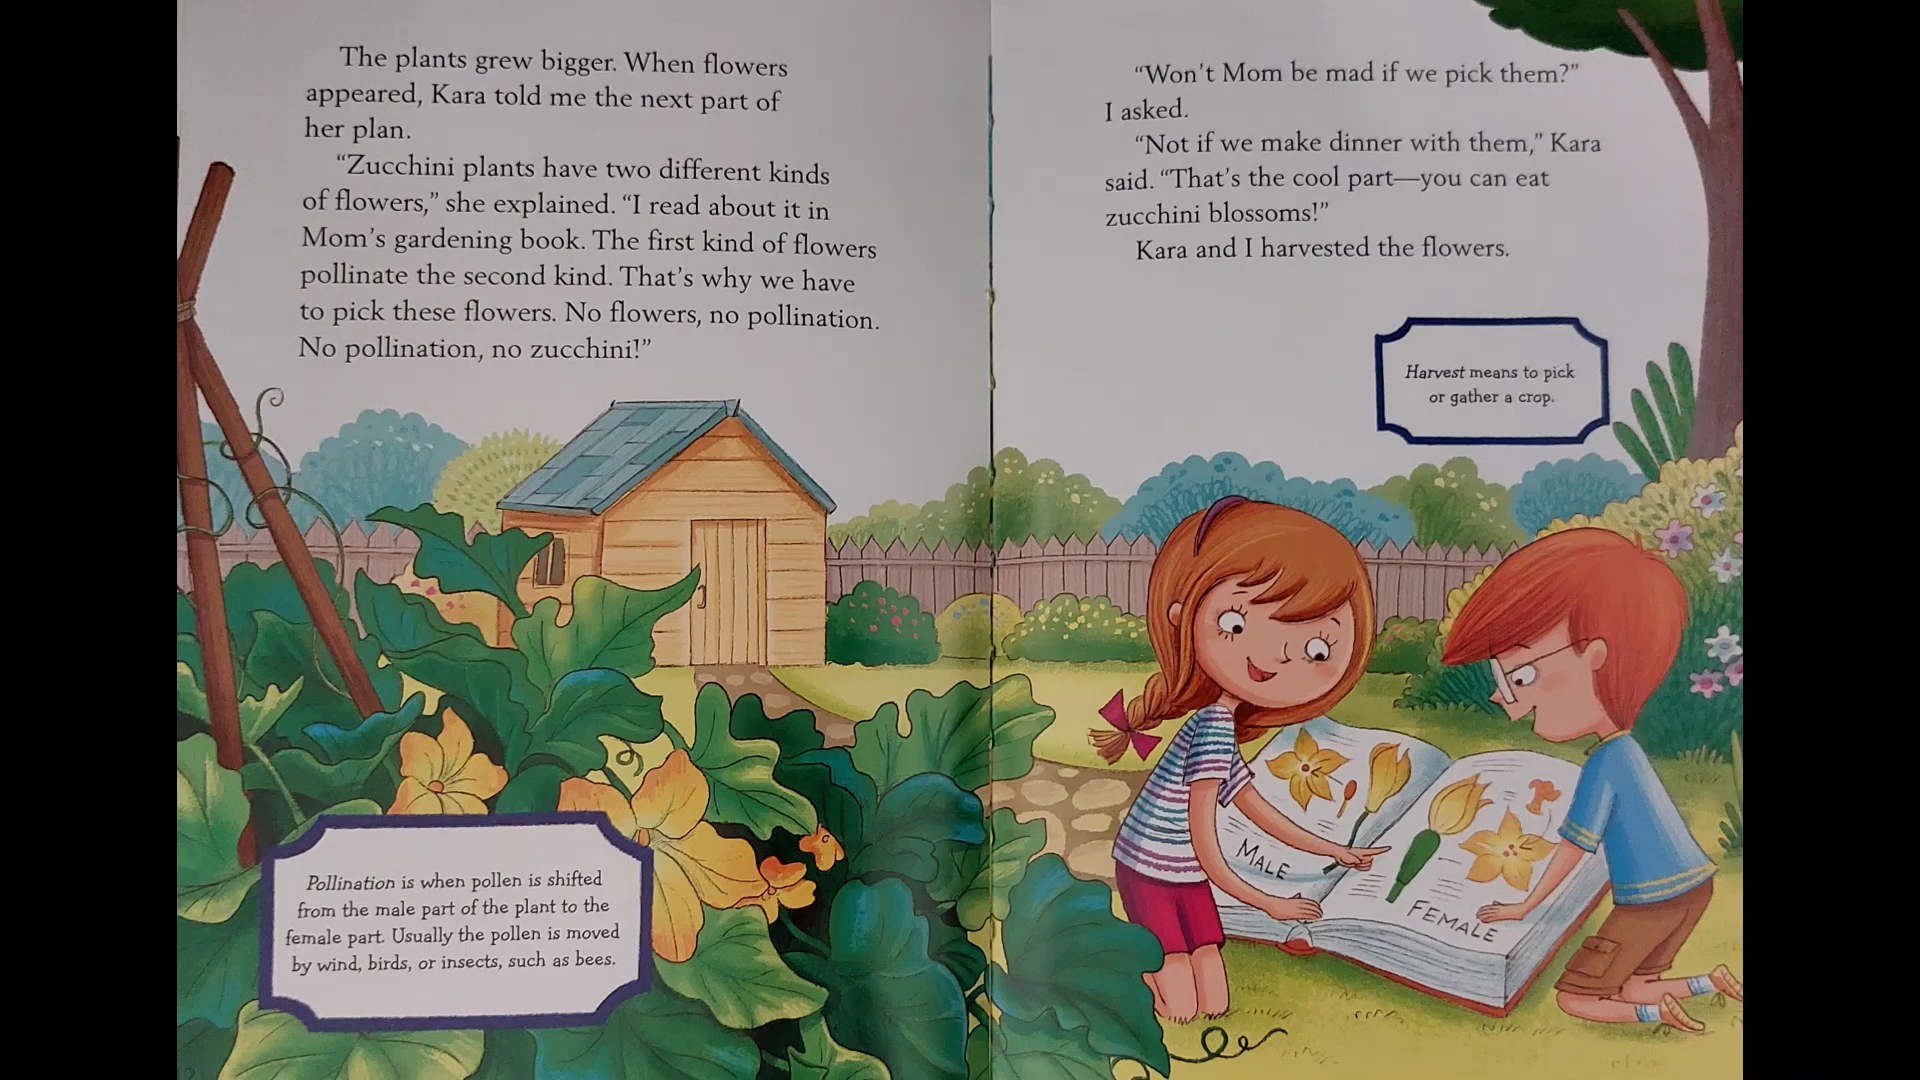 The plants grew bigger. When flowers
appeared, Kara told me the next part of
her plan.
“Zucchini plants have two different kinds
of flowers,” she explained. “I read about it in
Mom’s gardening book. The first kind of flowers
pollinate the second kind. That’s why we have
to pick these flowers. No flowers, no pollination.
No pollination, no zucchini!”
Pollination is when pollen is shifted
from the male part of the plant to the
female part. Usually the pollen is moved
by wind, birds, or insects, such as bees.
“Won’t Mom be mad if we pick them?”
I asked.
“Not if we make dinner with them,” Kara
said. “That’s the cool part—you can eat
zucchini blossoms!”
Kara and I harvested the flowers.
Harvest means to pick
or gather a crop.
MALE
FEMALE